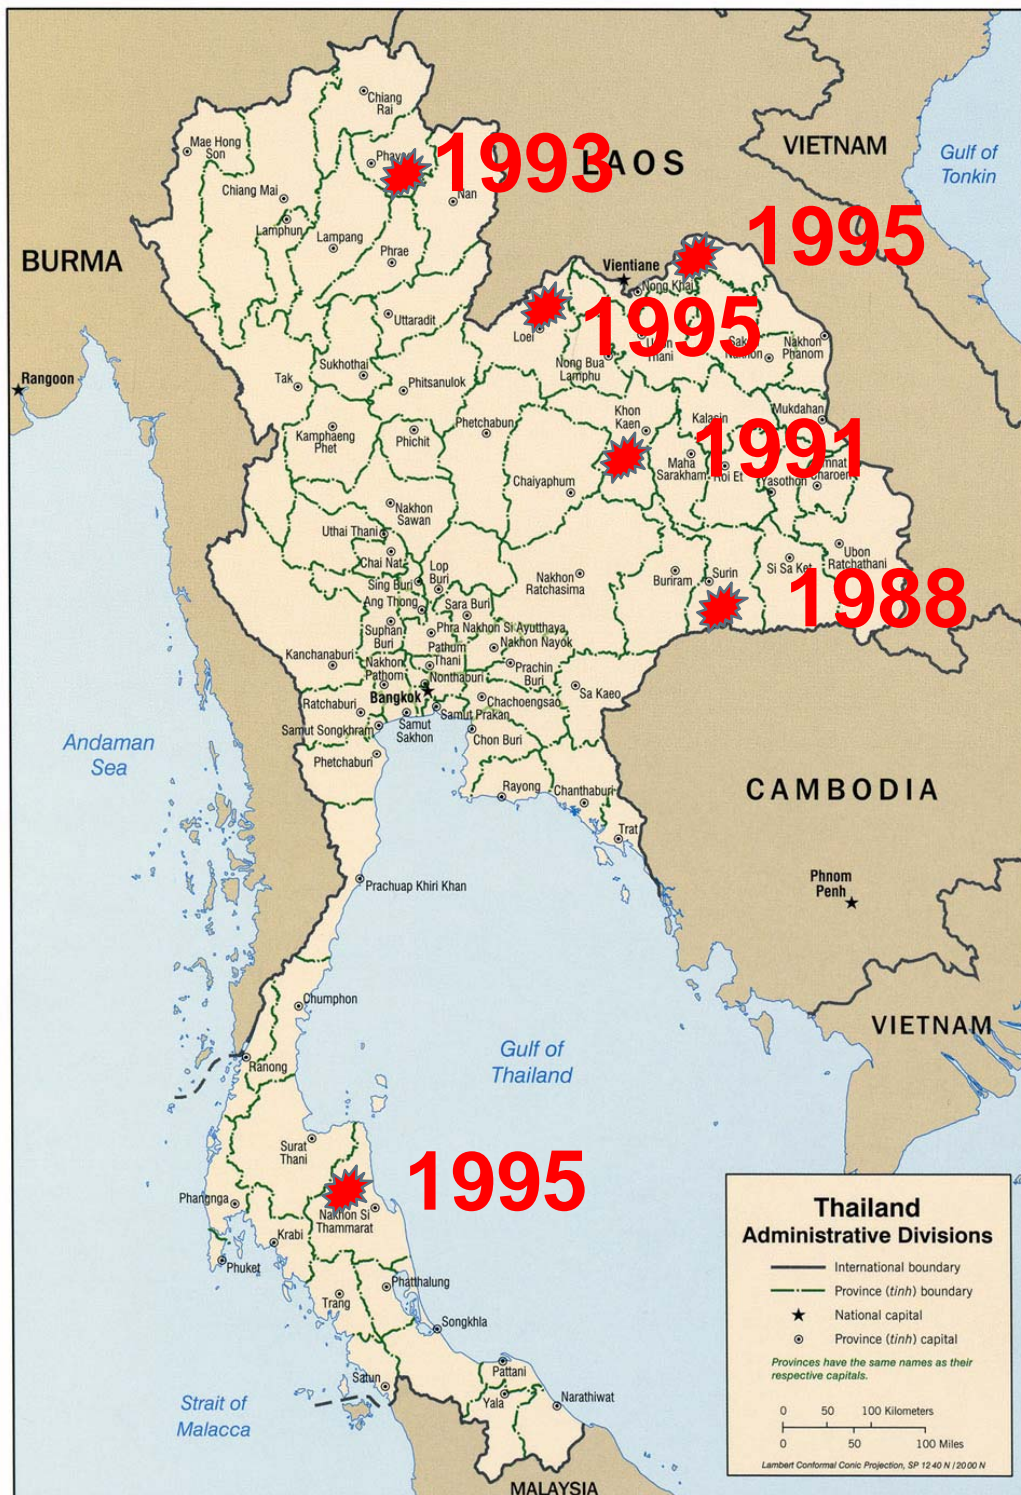 Chiang
Rai
Mae Hong
Son
1993
LAOS
VIETNAM
Gulf of
Tonkin
Chiang Mai
Nan
Lamphun
Lampang
Phrae
1995
BURMA
Vientiane
Nong Khai
Uttaradit
1995
Loei
Thani
Nakhon
Phanom
Nong Bua
Lamphu
Sukhothai
Rangoon
Tak
Phitsanulok
Phetchabun
Khon
Kaen
Kalasin
Mukdahan
Kamphaeng
Phet
Phichit
1991
Maha
Sarakham
Roi Et
Yasothon
Chaiyaphum
Nakhon
Sawan
Uthai Thani
Chai Nat
Lop
Buri
Ubon
Ratchathani
Si Sa Ket
Sing Buri
Nakhon
Ratchasima
Buriram
Surin
1988
Ang Thong
Sara Buri
Suphan
Buri
Phra Nakhon Si Ayutthaya
Pathum
Thani
Nakhon Nayok
Kanchanaburi
Nakhon
Pathom
Prachin
Buri
Nonthaburi
Sa Kaeo
Bangkok
Chachoengsao
Ratchaburi
Samut Prakan
Samut Songkhram
Samut
Sakhon
Chon Buri
Andaman
Sea
Phetchaburi
Rayong
Chanthaburi
CAMBODIA
Trat
Prachuap Khiri Khan
Phnom
Penh
Chumphon
VIETNAM
Gulf of
Thailand
Ranong
Surat
Thani
1995
Phangnga
Nakhon Si
Thammarat
Krabi
Phuket
Phatthalung
Trang
Songkhla
Pattani
Satun
Yala
Narathiwat
Strait of
Malacca
MALAYSIA
Thailand
Administrative Divisions
International boundary
Province (tinh) boundary
National capital
Province (tinh) capital
Provinces have the same names as their
respective capitals.
0 50 100 Kilometers
0 50 100 Miles
Lambert Conformal Conic Projection, SP 12 40 N / 20 00 N